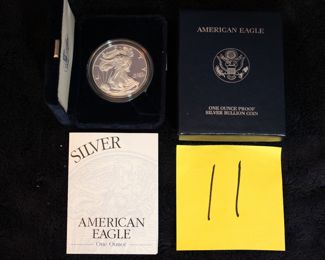 AMERICAN EAGLE
ONE OUNCE PROOF
SILVER BULLION COIN
SILVER
AMERICAN
EAGLE
One Ounce
11